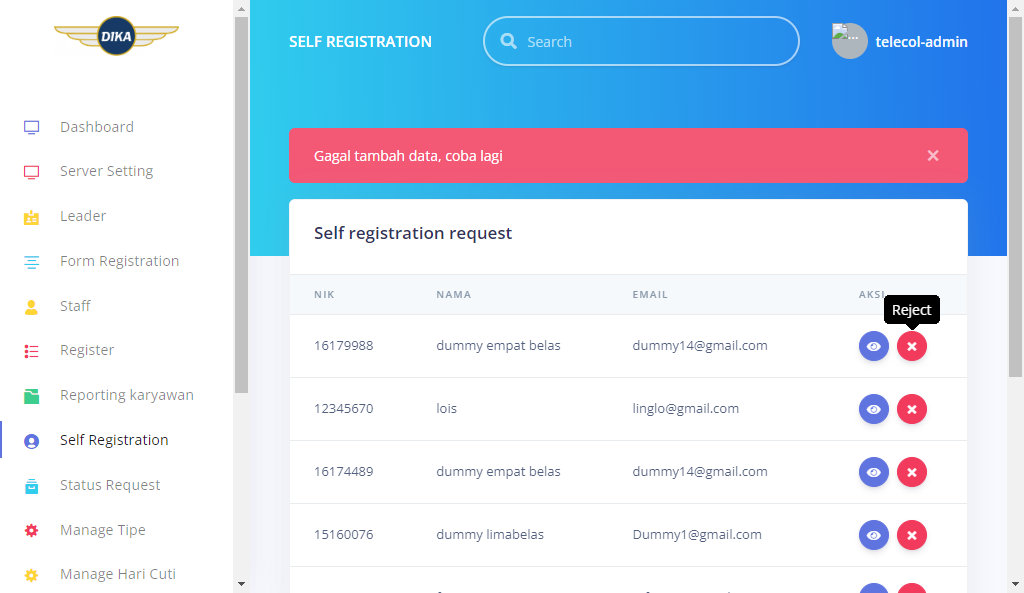 DIKA
SELF REGISTRATION
Search
telecol-admin
Dashboard
Server Setting
Leader
Form Registration
Staff
Register
Reporting karyawan
Self Registration
Status Request
Manage Tipe
Manage Hari Cuti
Gagal tambah data, coba lagi
Self registration request
NIK NAMA EMAIL AKSI
Reject
16179988 dummy empat belas dummy14@gmail.com
12345670 lois linglo@gmail.com
16174489 dummy empat belas dummy14@gmail.com
15160076 dummy limabelas Dummy1@gmail.com